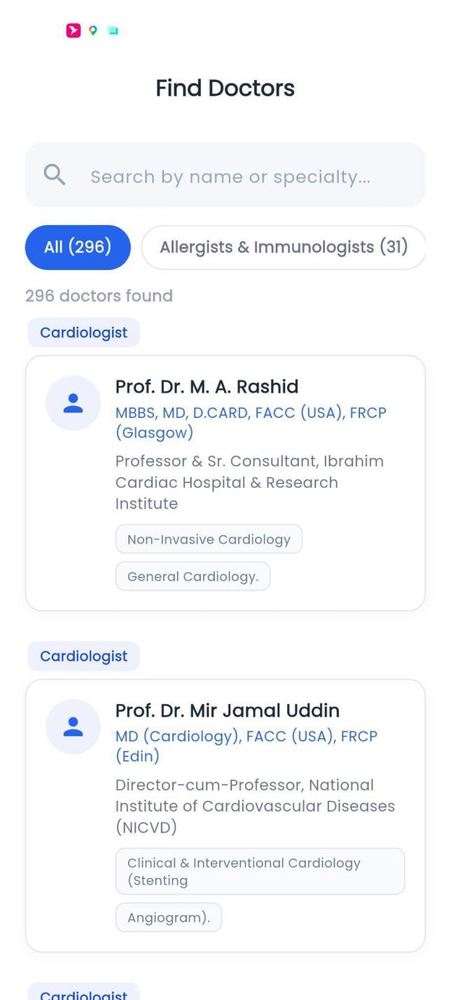 Find Doctors
Search by name or specialty...
All (296)
Allergists & Immunologists (31)
296 doctors found
Cardiologist
Prof. Dr. M. A. Rashid
MBBS, MD, D.CARD, FACC (USA), FRCP
(Glasgow)
Professor & Sr. Consultant, Ibrahim
Cardiac Hospital & Research
Institute
Non-Invasive Cardiology
General Cardiology.
Cardiologist
Prof. Dr. Mir Jamal Uddin
MD (Cardiology), FACC (USA), FRCP
(Edin)
Director-cum-Professor, National
Institute of Cardiovascular Diseases
(NICVD)
Clinical & Interventional Cardiology
(Stenting
Angiogram).
Cardiologist